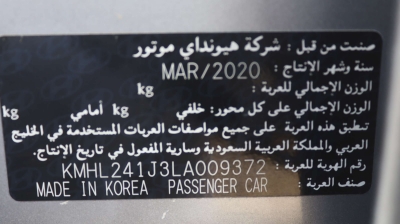 صنعت من قبل : شركة هيونداي موتور
سنة وشهر الإنتاج : MAR/2020
الوزن الإجمالي للعربة : kg
الوزن الإجمالي على كل محور: خلفي kg أمامي kg
تنطبق هذه العربة على جميع مواصفات العربات المستخدمة في الخليج
العربي والمملكة العربية السعودية وسارية المفعول في تاريخ الإنتاج.
رقم الهوية للعربة : KMHL241J3LA009372
صنف العربة : MADE IN KOREA PASSENGER CAR